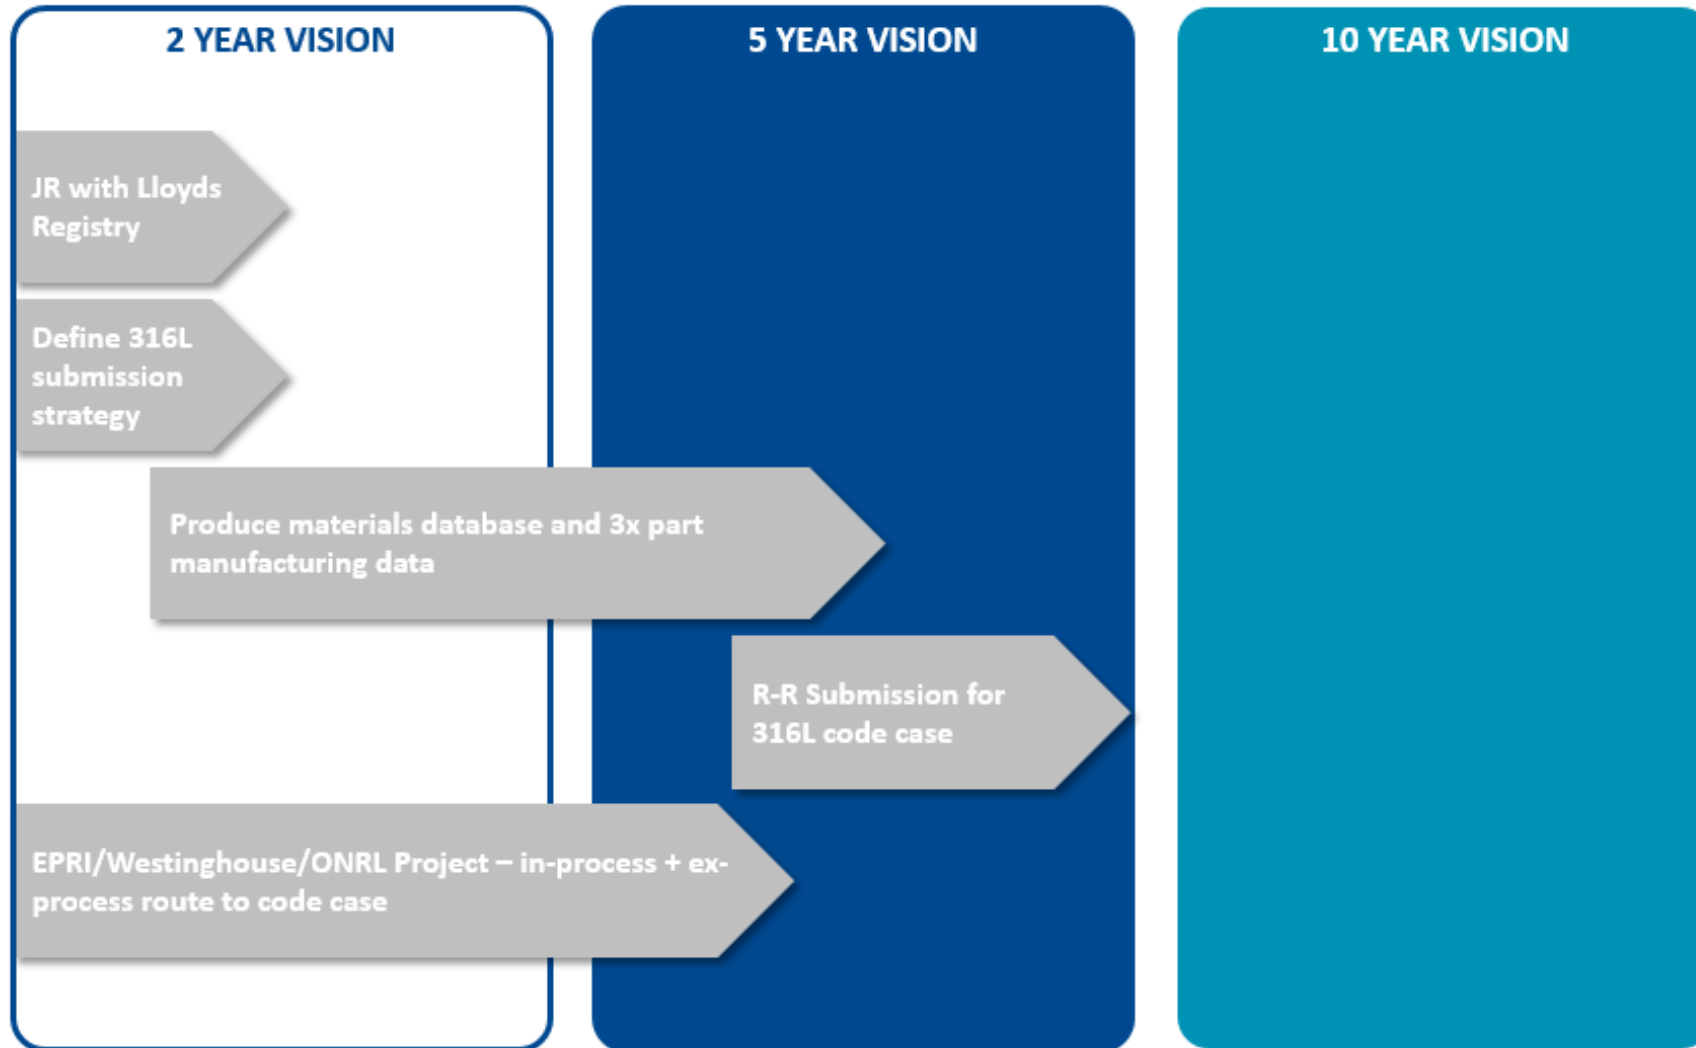 2 YEAR VISION
5 YEAR VISION
10 YEAR VISION
JR with Lloyds
Registry
Define 316L
submission
strategy
Produce materials database and 3x part
manufacturing data
R-R Submission for
316L code case
EPRI/Westinghouse/ONRL Project – in-process + ex-
process route to code case